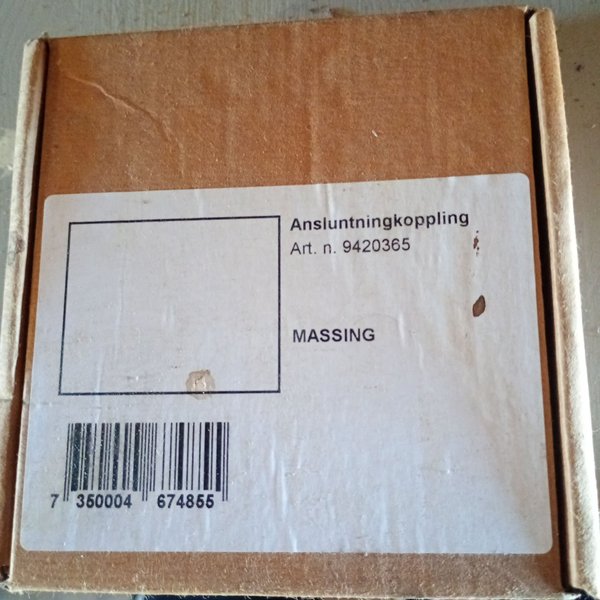 Ansluntningkoppling
Art. n. 9420365
MASSING
7 350004 674855